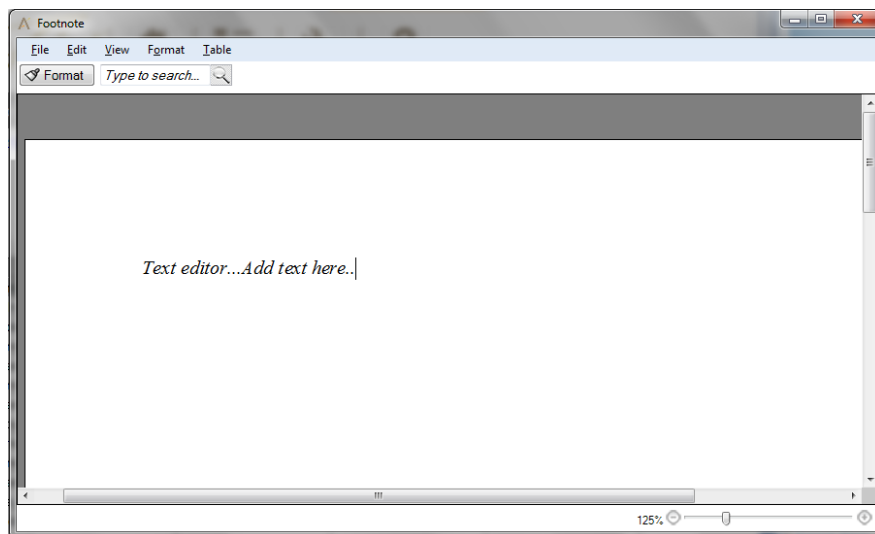 Footnote
File Edit View Format Table
Format Type to search...
Text editor...Add text here..
125%